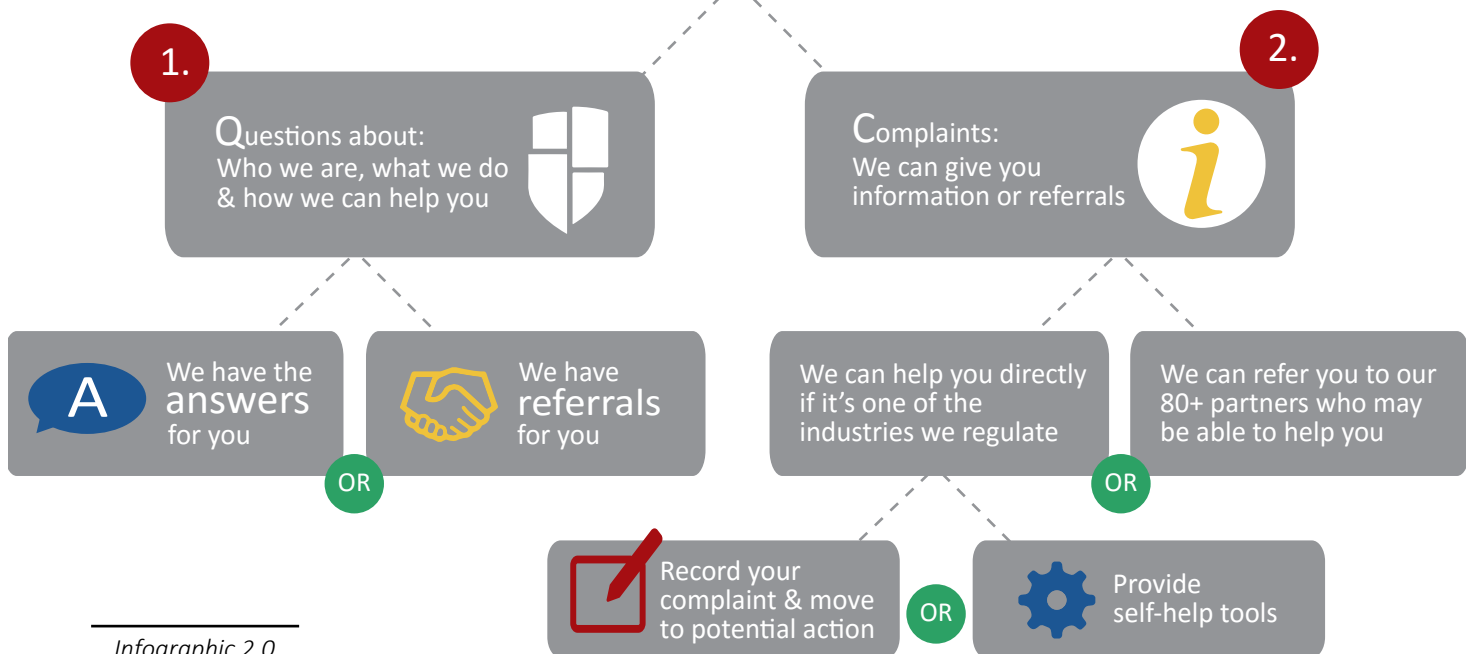 1.
Questions about:
Who we are, what we do
& how we can help you
2.
Complaints:
We can give you
information or referrals
i
A
We have the
answers
for you
OR
We have
referrals
for you
We can help you directly
if it’s one of the
industries we regulate
OR
We can refer you to our
80+ partners who may
be able to help you
Record your
complaint & move
to potential action
OR
Provide
self-help tools
Infographic 2.0